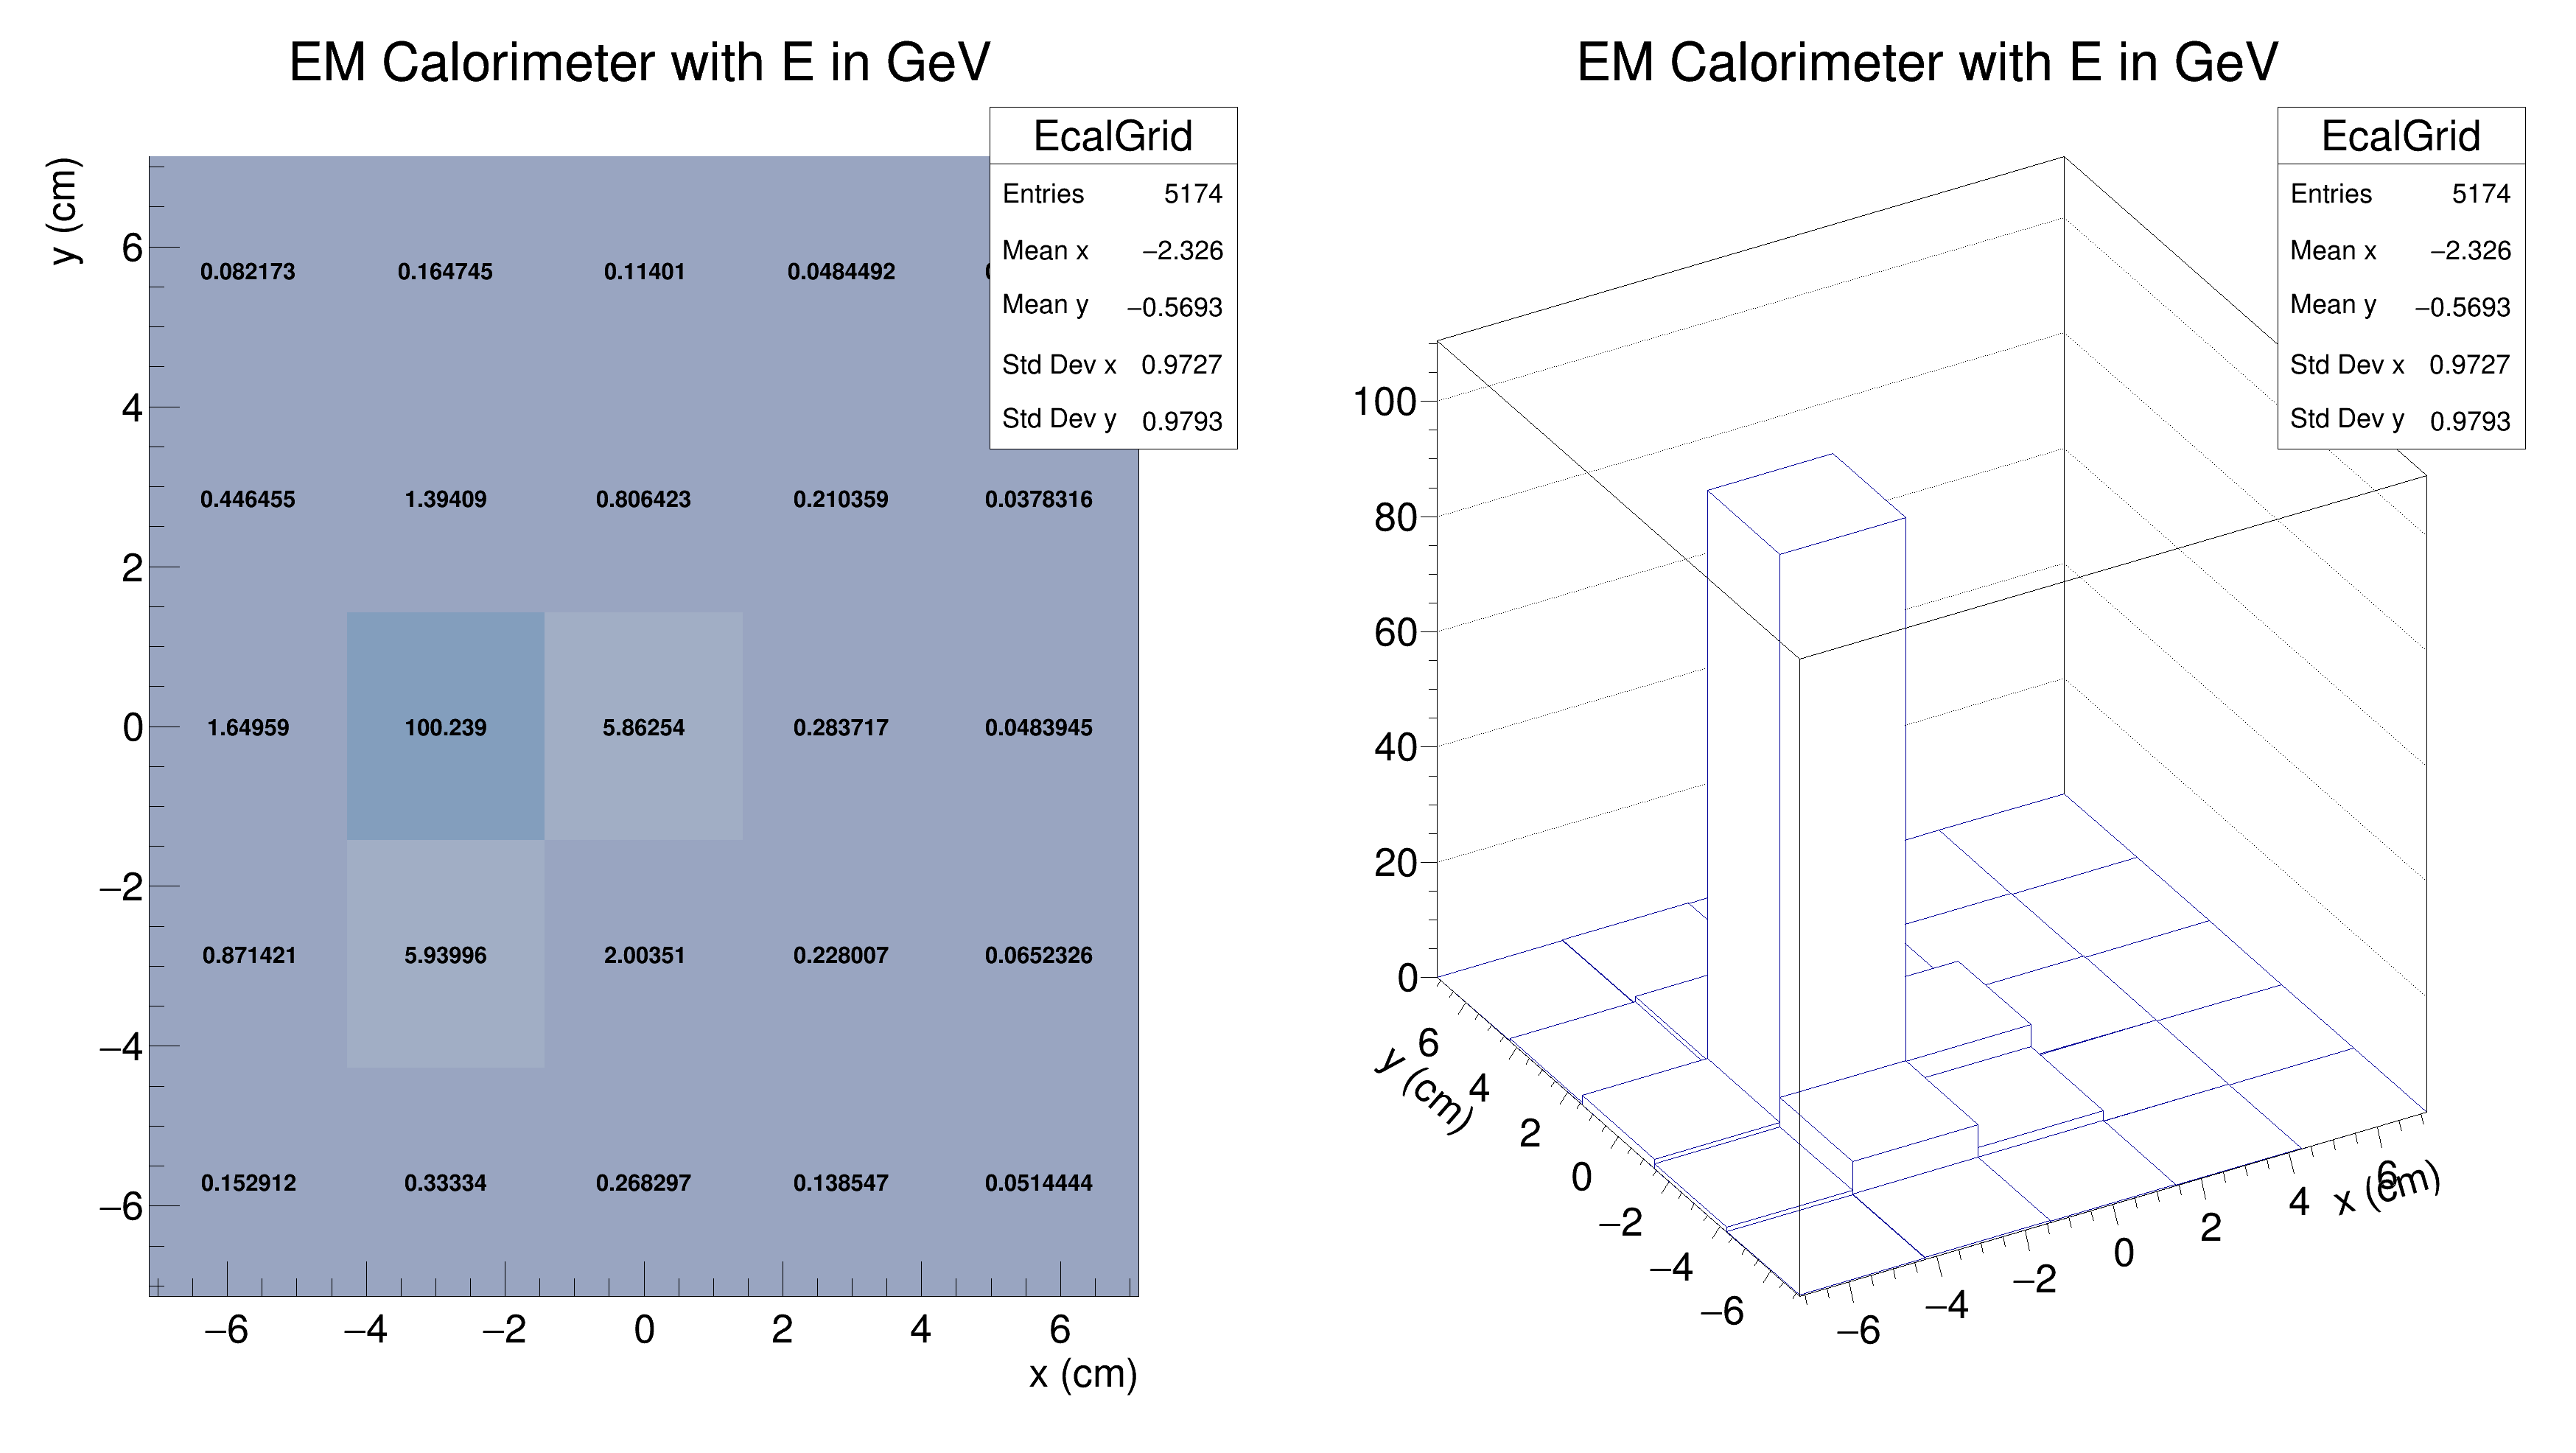 EM Calorimeter with E in GeV
EcalGrid
Entries 5174
Mean x −2.326
Mean y −0.5693
Std Dev x 0.9727
Std Dev y 0.9793
y (cm)
6
4
2
0
−2
−4
−6
0.082173 0.164745 0.11401 0.0484492
0.446455 1.39409 0.806423 0.210359 0.0378316
1.64959 100.239 5.86254 0.283717 0.0483945
0.871421 5.93996 2.00351 0.228007 0.0652326
0.152912 0.33334 0.268297 0.138547 0.0514444
−6 −4 −2 0 2 4 6
x (cm)
EM Calorimeter with E in GeV
EcalGrid
Entries 5174
Mean x −2.326
Mean y −0.5693
Std Dev x 0.9727
Std Dev y 0.9793
100
80
60
40
20
0
y (cm)
6
4
2
0
−2
−4
−6
−6
−4
−2
0
2
4
6
x (cm)